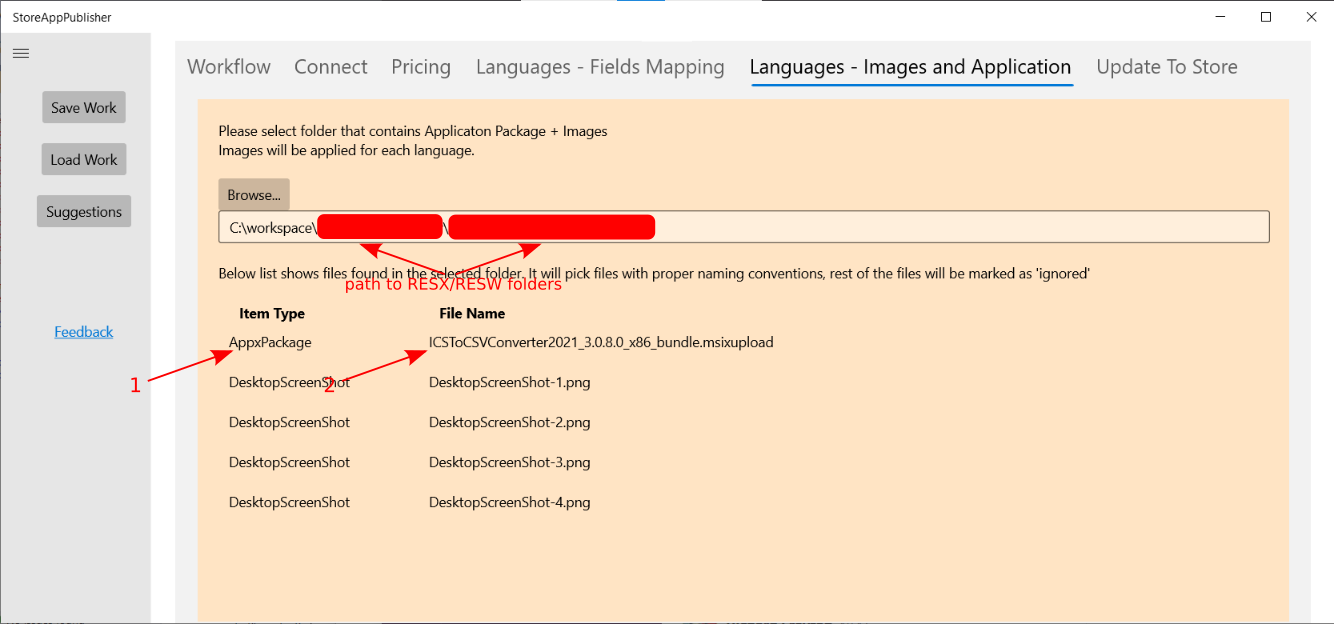 StoreAppPublisher
Workflow Connect Pricing Languages - Fields Mapping Languages - Images and Application Update To Store
Save Work
Load Work
Suggestions
Feedback
Please select folder that contains Applicaton Package + Images
Images will be applied for each language.
Browse...
C:\workspace\ \
Below list shows files found in the selected folder. It will pick files with proper naming conventions, rest of the files will be marked as 'ignored'
path to RESX/RESW folders
Item Type File Name
AppxPackage ICSToCSVConverter2021_3.0.8.0_x86_bundle.msixupload
1 2
DesktopScreenShot DesktopScreenShot-1.png
DesktopScreenShot DesktopScreenShot-2.png
DesktopScreenShot DesktopScreenShot-3.png
DesktopScreenShot DesktopScreenShot-4.png